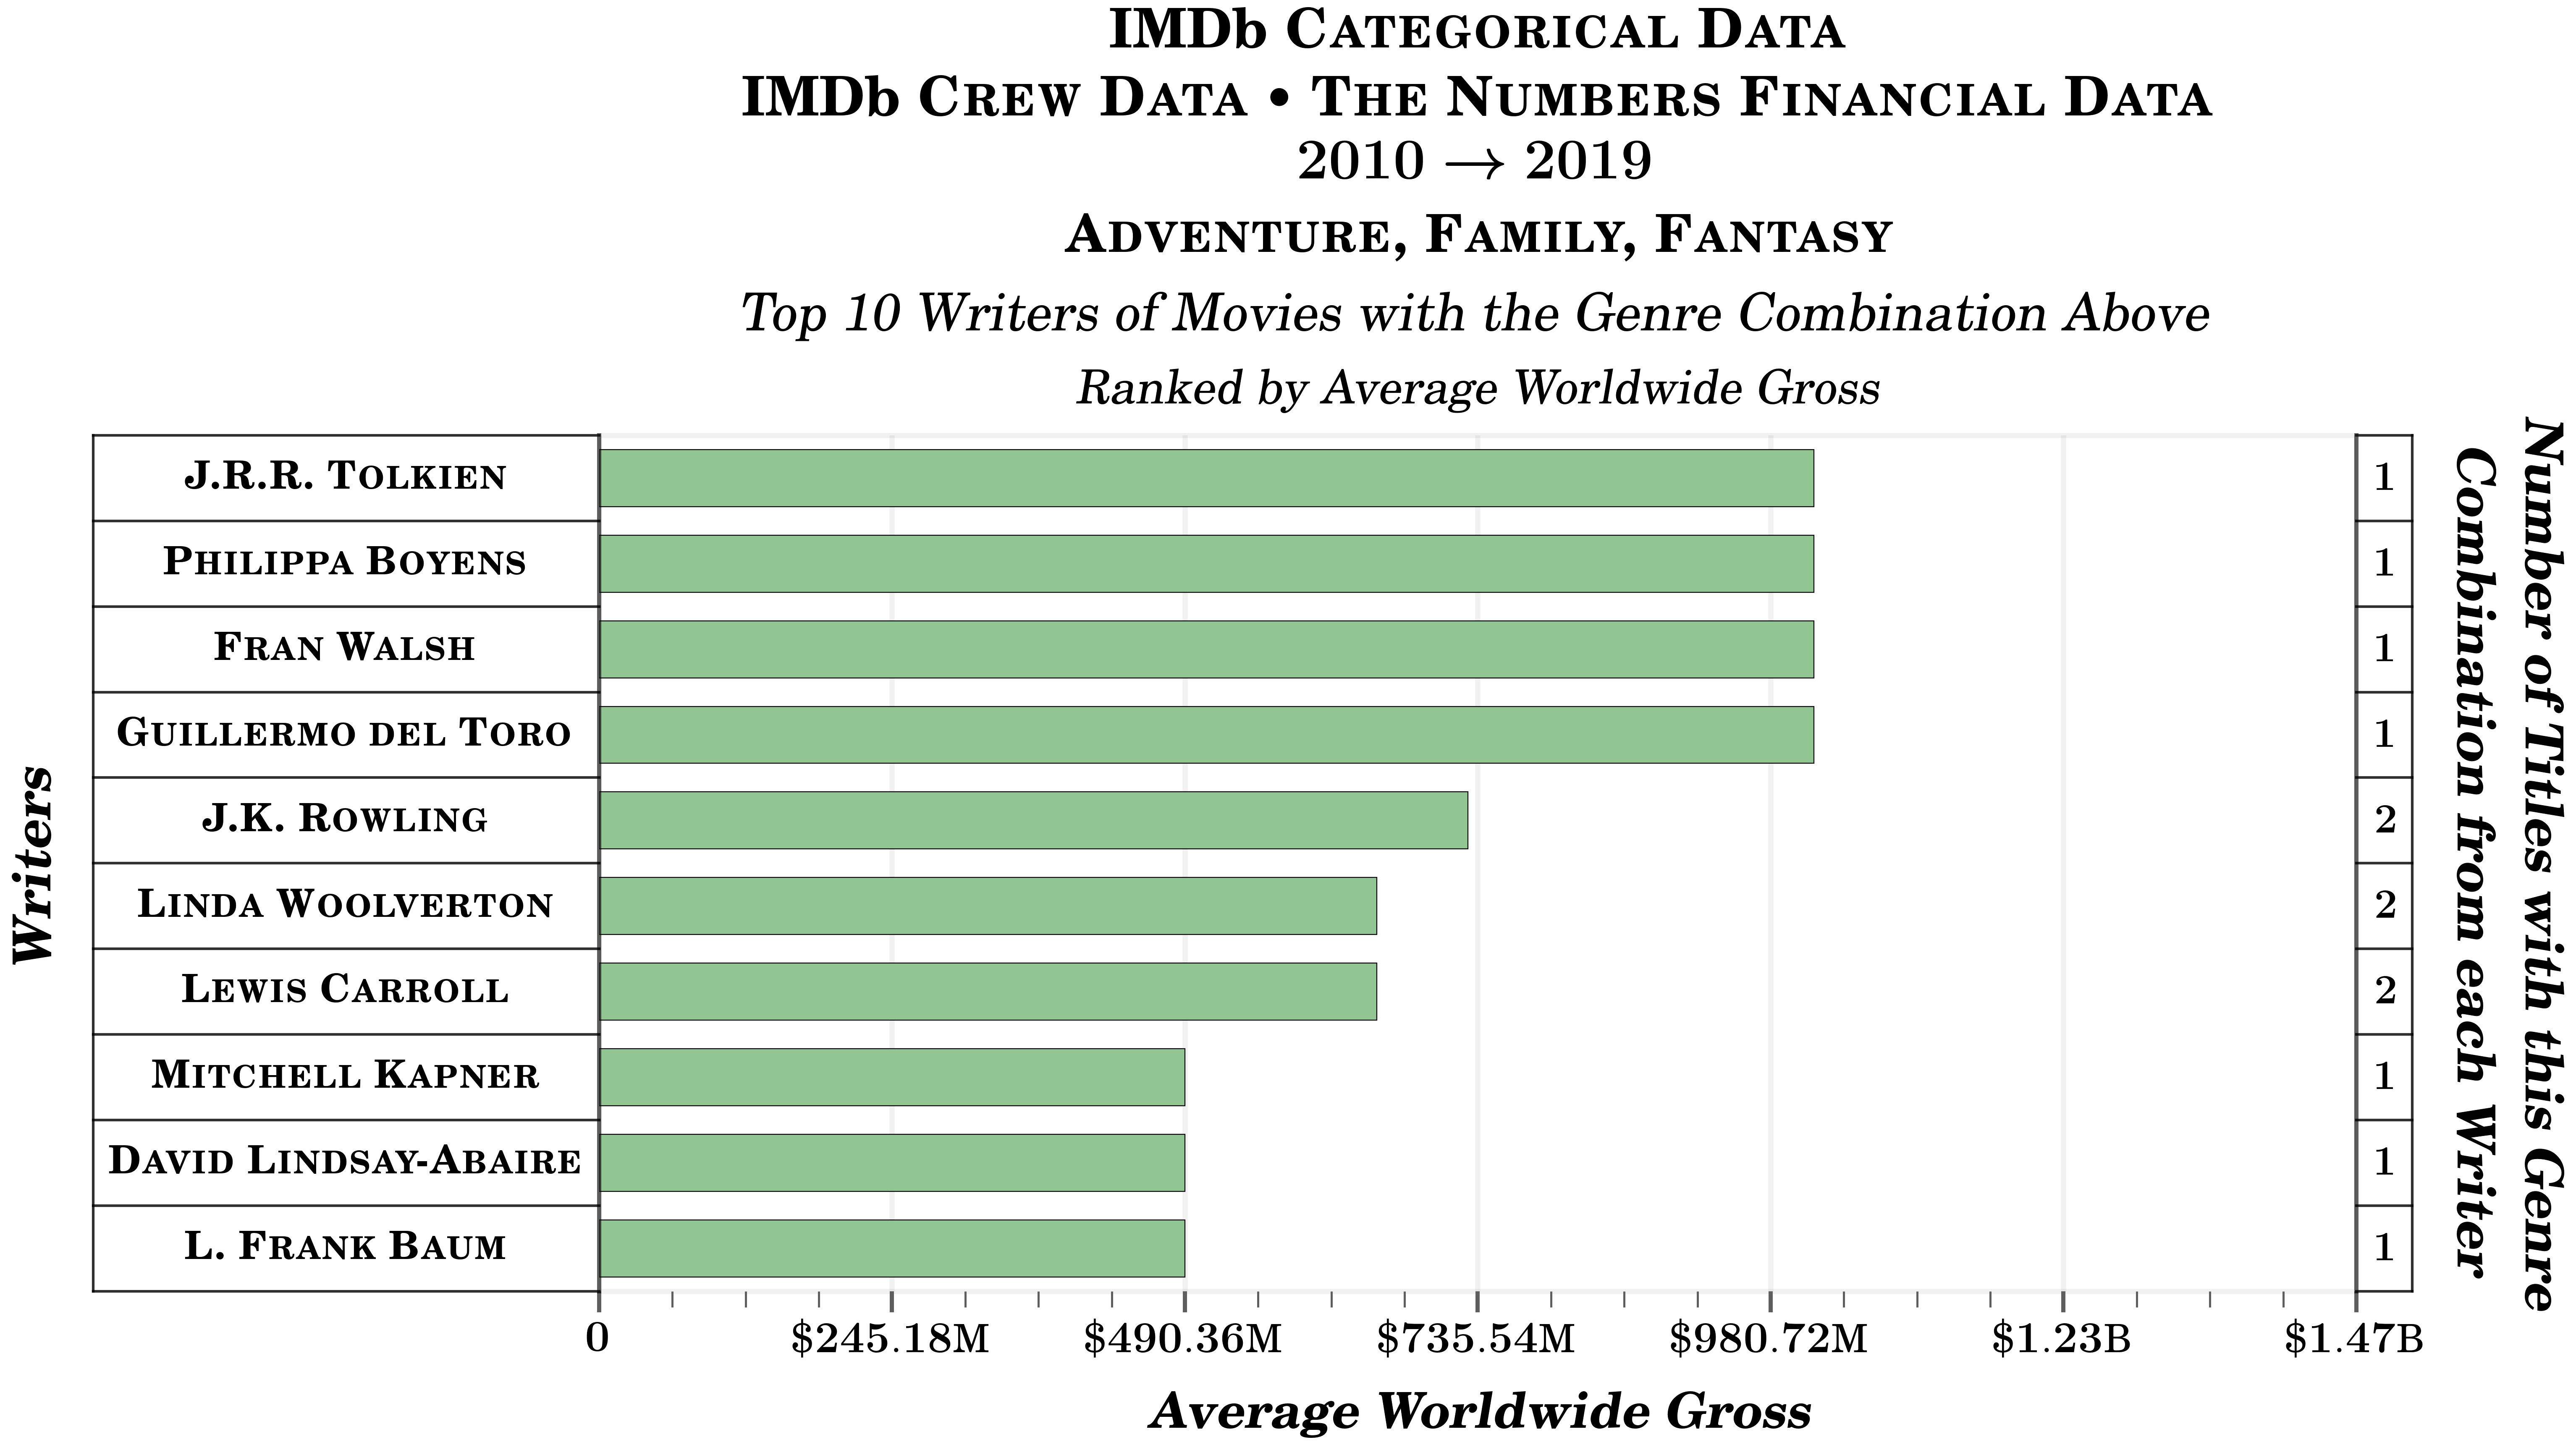 IMDb Categorical Data
IMDb Crew Data • The Numbers Financial Data
2010 → 2019
Adventure, Family, Fantasy
Top 10 Writers of Movies with the Genre Combination Above
Ranked by Average Worldwide Gross
Writers
J.R.R. Tolkien 1
Philippa Boyens 1
Fran Walsh 1
Guillermo del Toro 1
J.K. Rowling 2
Linda Woolverton 2
Lewis Carroll 2
Mitchell Kapner 1
David Lindsay-Abaire 1
L. Frank Baum 1
0 $245.18M $490.36M $735.54M $980.72M $1.23B $1.47B
Average Worldwide Gross
Number of Titles with this Genre
Combination from each Writer